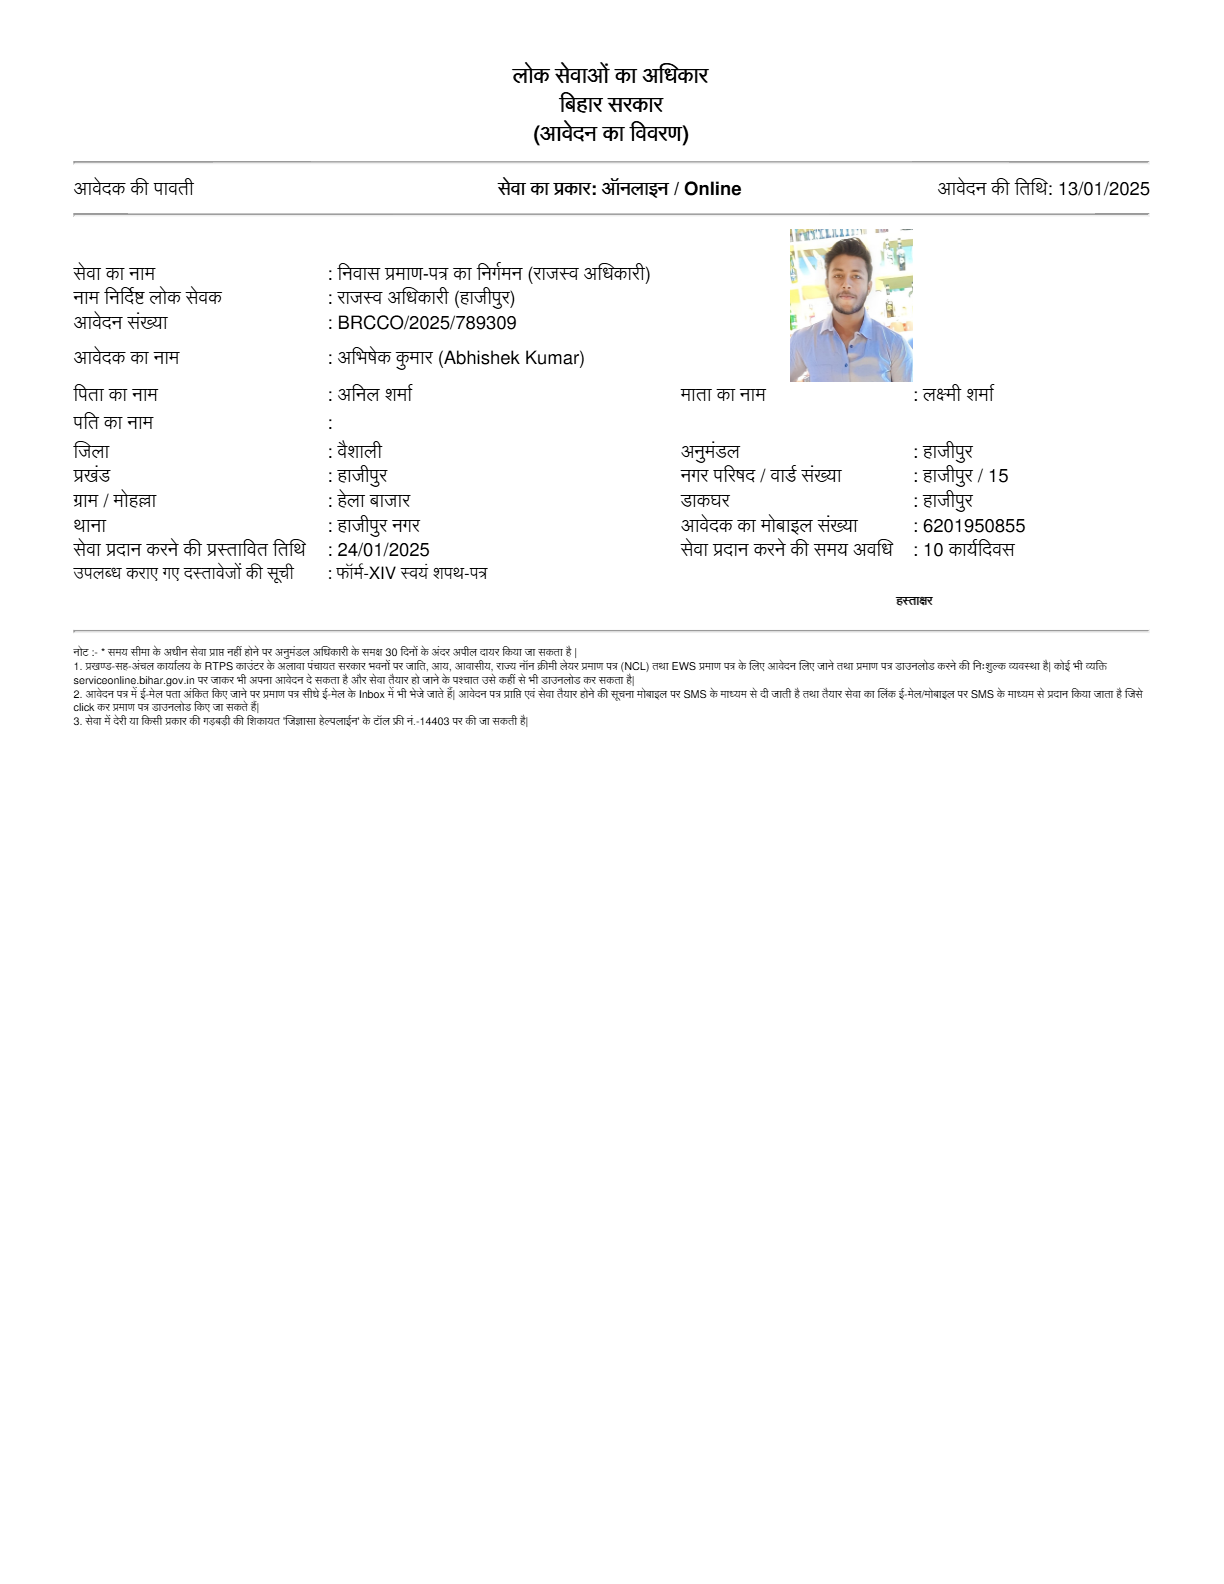 लोक सेवाओं का अधिकार
बिहार सरकार
(आवेदन का विवरण)
आवेदक की पावती सेवा का प्रकार: ऑनलाइन / Online आवेदन की तिथि: 13/01/2025
सेवा का नाम : निवास प्रमाण-पत्र का निर्गमन (राजस्व अधिकारी)
नाम निर्दिष्ट लोक सेवक : राजस्व अधिकारी (हाजीपुर)
आवेदन संख्या : BRCCO/2025/789309
आवेदक का नाम : अभिषेक कुमार (Abhishek Kumar)
पिता का नाम : अनिल शर्मा माता का नाम : लक्ष्मी शर्मा
पति का नाम :
जिला : वैशाली अनुमंडल : हाजीपुर
प्रखंड : हाजीपुर नगर परिषद / वार्ड संख्या : हाजीपुर / 15
ग्राम / मोहल्ला : हेला बाजार डाकघर : हाजीपुर
थाना : हाजीपुर नगर आवेदक का मोबाइल संख्या : 6201950855
सेवा प्रदान करने की प्रस्तावित तिथि : 24/01/2025 सेवा प्रदान करने की समय अवधि : 10 कार्यदिवस
उपलब्ध कराए गए दस्तावेजों की सूची : फॉर्म-XIV स्वयं शपथ-पत्र
हस्ताक्षर
नोट :- * समय सीमा के अधीन सेवा प्राप्त नहीं होने पर अनुमंडल अधिकारी के समक्ष 30 दिनों के अंदर अपील दायर किया जा सकता है |
1. प्रखण्ड-सह-अंचल कार्यालय के RTPS काउंटर के अलावा पंचायत सरकार भवनों पर जाति, आय, आवासीय, राज्य नॉन क्रीमी लेयर प्रमाण पत्र (NCL) तथा EWS प्रमाण पत्र के लिए आवेदन लिए जाने तथा प्रमाण पत्र डाउनलोड करने की निःशुल्क व्यवस्था है| कोई भी व्यक्ति
serviceonline.bihar.gov.in पर जाकर भी अपना आवेदन दे सकता है और सेवा तैयार हो जाने के पश्चात उसे कहीं से भी डाउनलोड कर सकता है|
2. आवेदन पत्र में ई-मेल पता अंकित किए जाने पर प्रमाण पत्र सीधे ई-मेल के Inbox में भी भेजे जाते हैं| आवेदन पत्र प्राप्ति एवं सेवा तैयार होने की सूचना मोबाइल पर SMS के माध्यम से दी जाती है तथा तैयार सेवा का लिंक ई-मेल/मोबाइल पर SMS के माध्यम से प्रदान किया जाता है जिसे
click कर प्रमाण पत्र डाउनलोड किए जा सकते हैं|
3. सेवा में देरी या किसी प्रकार की गड़बड़ी की शिकायत 'जिज्ञासा हेल्पलाईन' के टॉल फ्री नं.-14403 पर की जा सकती है|